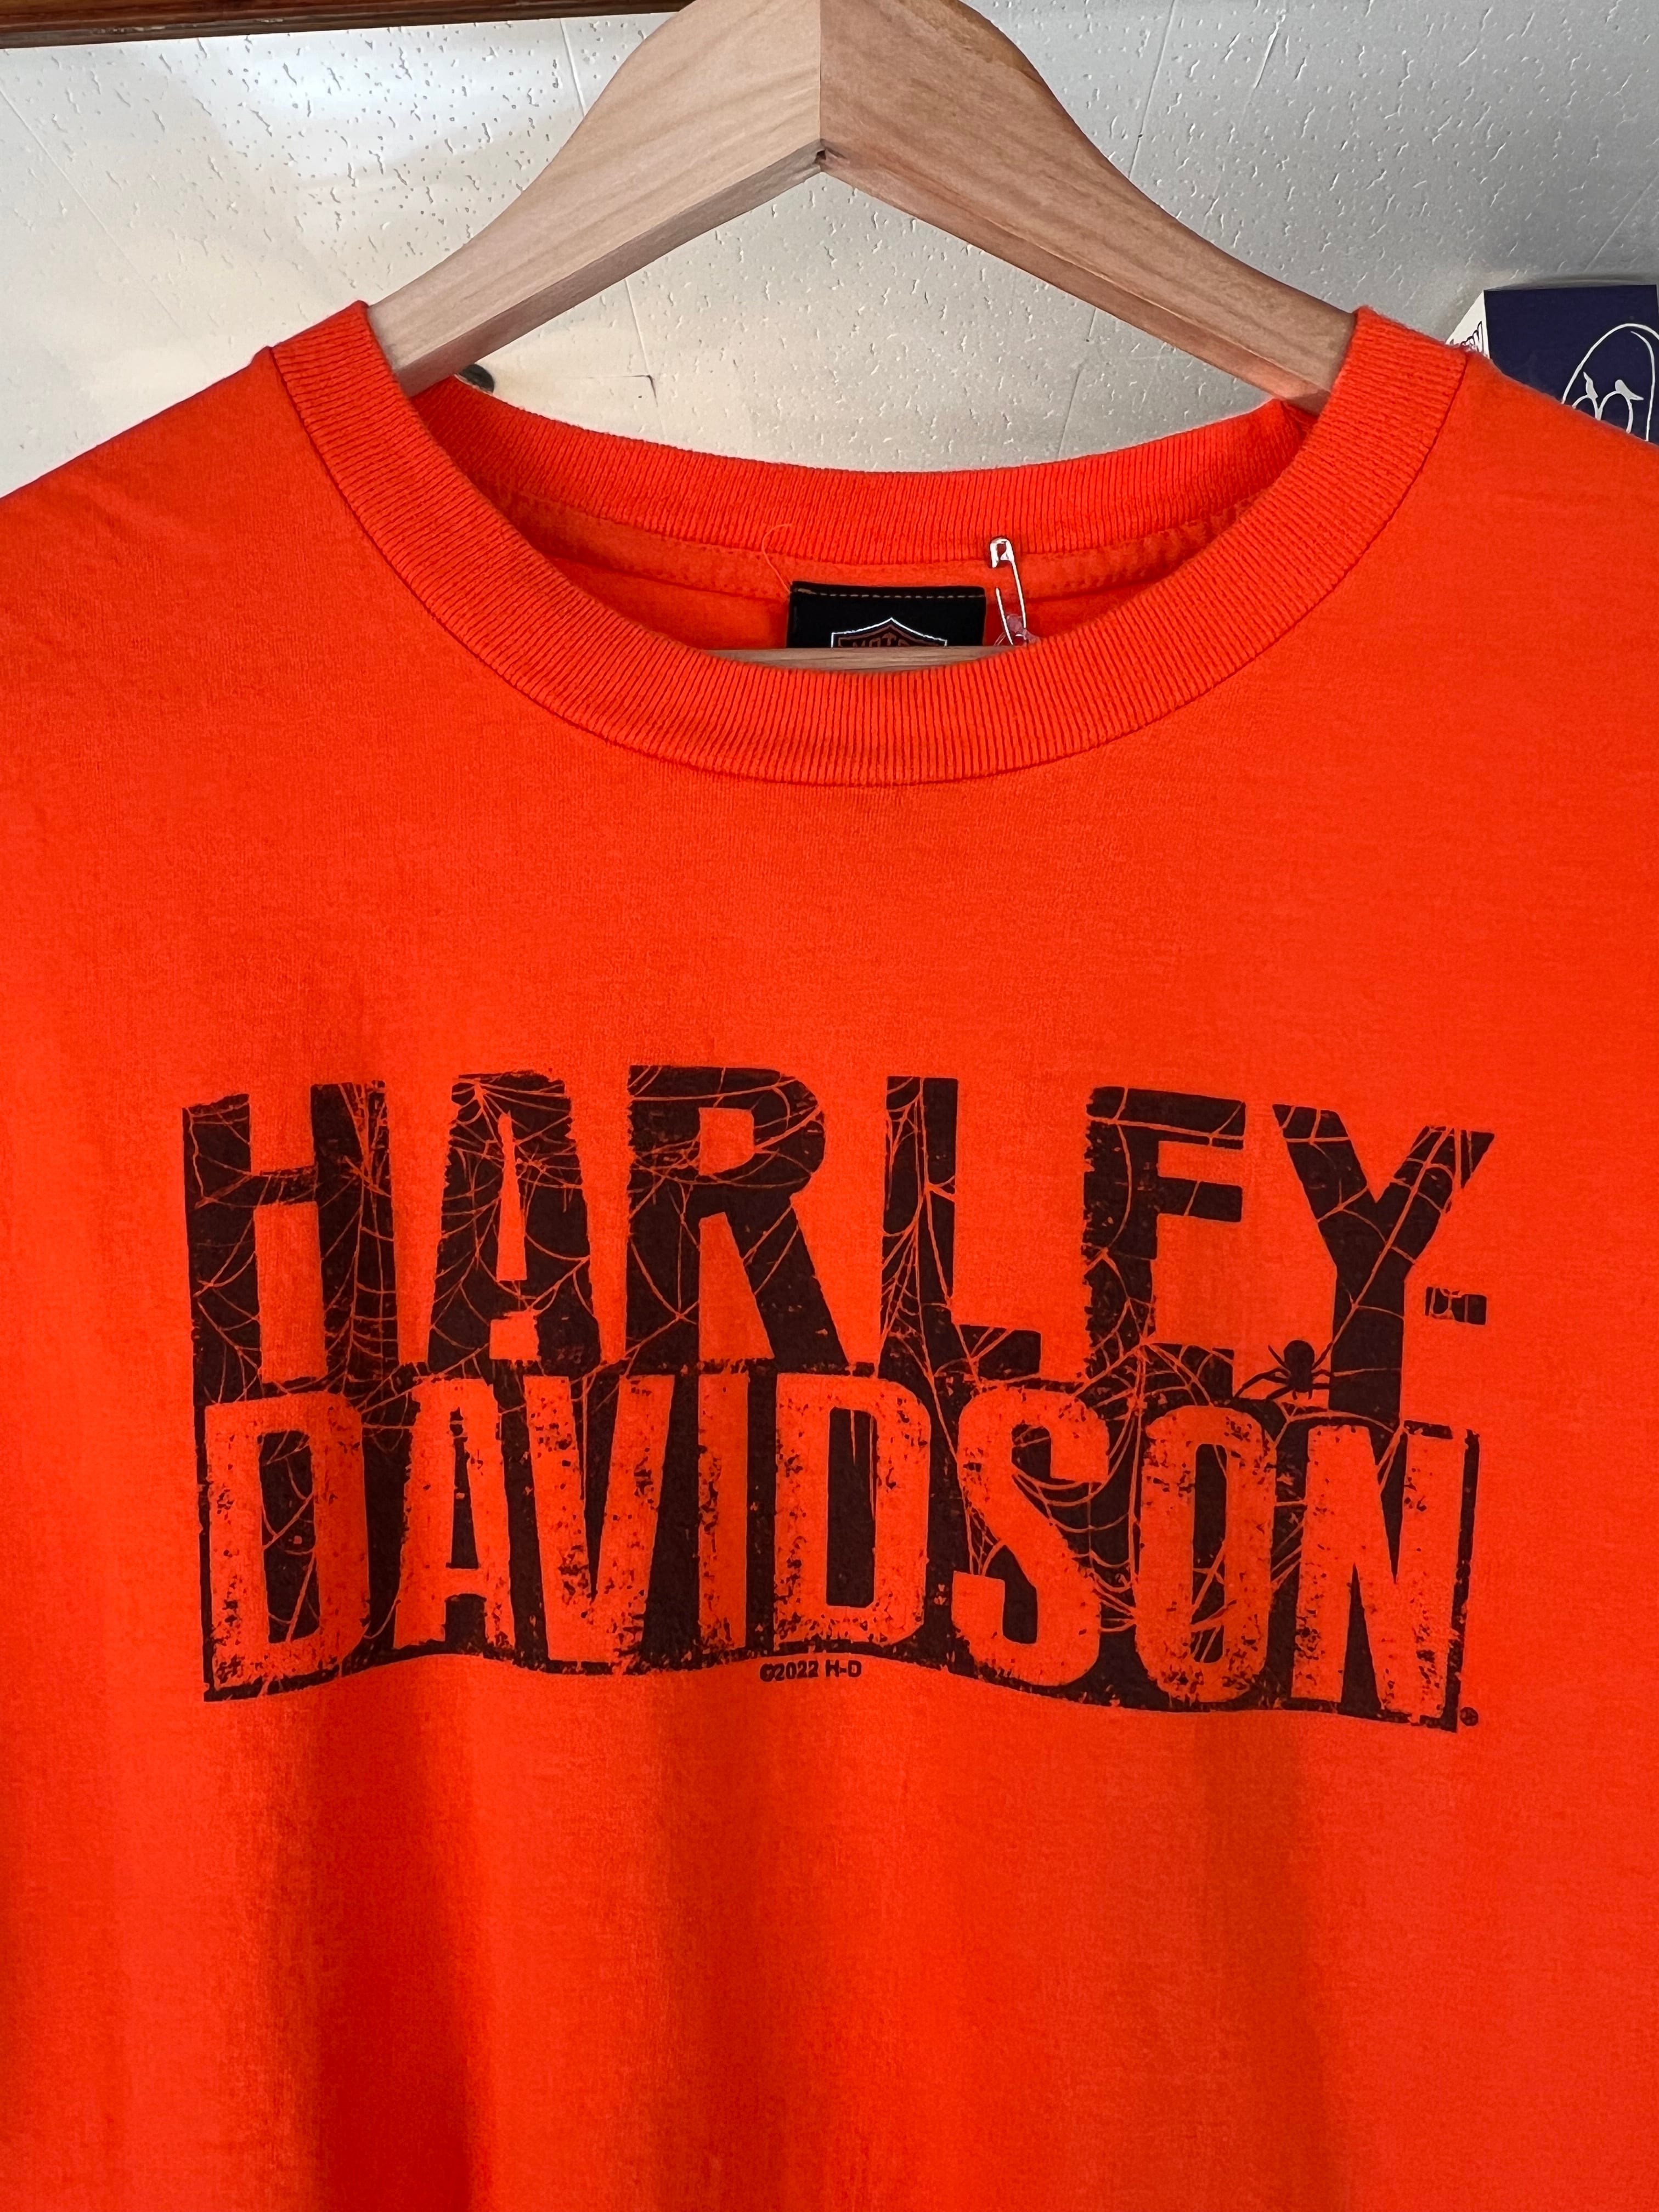 HARLEY-
DAVIDSON
©2022 H-D
®